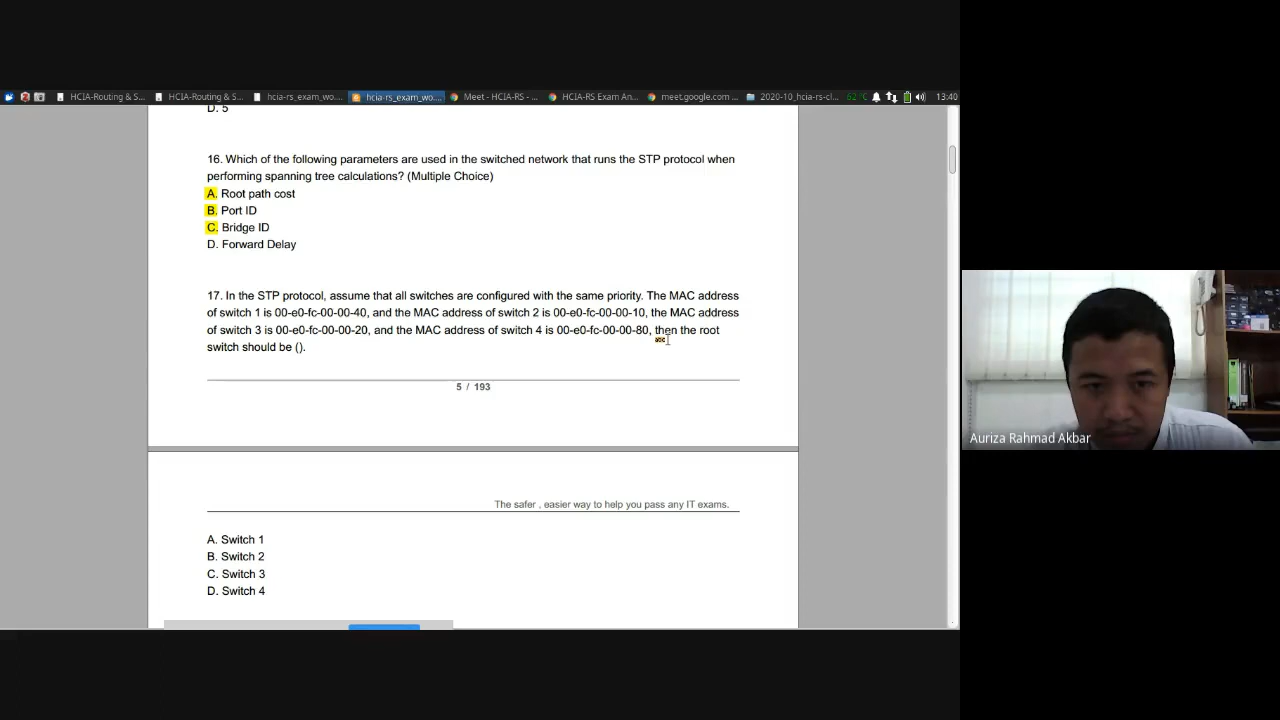 HCIA-Routing & S... HCIA-Routing & S... hcia-rs_exam_wo... hcia-rs_exam_wo... Meet - HCIA-RS - ... HCIA-RS Exam An... meet.google.com ... 2020-10_hcia-rs-cl... 62°C 13:40
D. 5
16. Which of the following parameters are used in the switched network that runs the STP protocol when
performing spanning tree calculations? (Multiple Choice)
A. Root path cost
B. Port ID
C. Bridge ID
D. Forward Delay
17. In the STP protocol, assume that all switches are configured with the same priority. The MAC address
of switch 1 is 00-e0-fc-00-00-40, and the MAC address of switch 2 is 00-e0-fc-00-00-10, the MAC address
of switch 3 is 00-e0-fc-00-00-20, and the MAC address of switch 4 is 00-e0-fc-00-00-80, then the root
switch should be ().
5 / 193
The safer , easier way to help you pass any IT exams.
A. Switch 1
B. Switch 2
C. Switch 3
D. Switch 4
Auriza Rahmad Akbar